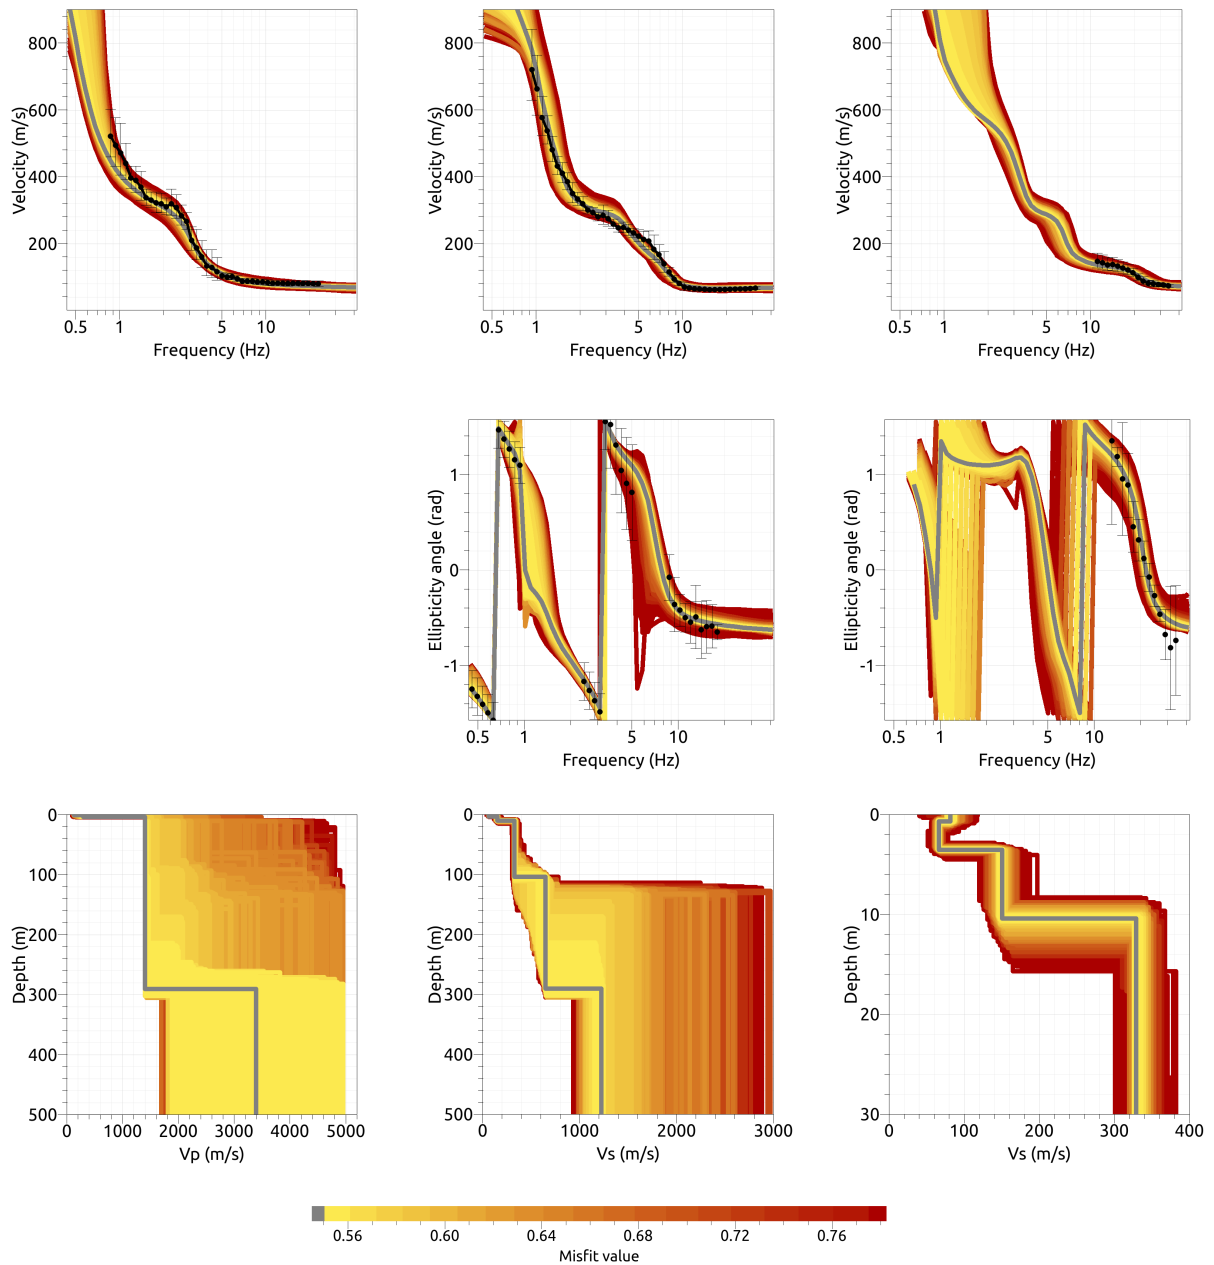 800
600
400
200
Velocity (m/s)
0.5 1 5 10
Frequency (Hz)
800
600
400
200
Velocity (m/s)
0.5 1 5 10
Frequency (Hz)
800
600
400
200
Velocity (m/s)
0.5 1 5 10
Frequency (Hz)
1
0
-1
Ellipticity angle (rad)
0.5 1 5 10
Frequency (Hz)
1
0
-1
Ellipticity angle (rad)
0.5 1 5 10
Frequency (Hz)
0
100
200
300
400
500
Depth (m)
0 1000 2000 3000 4000 5000
Vp (m/s)
0
100
200
300
400
500
Depth (m)
0 1000 2000 3000
Vs (m/s)
0
10
20
30
Depth (m)
0 100 200 300 400
Vs (m/s)
0.56 0.60 0.64 0.68 0.72 0.76
Misfit value